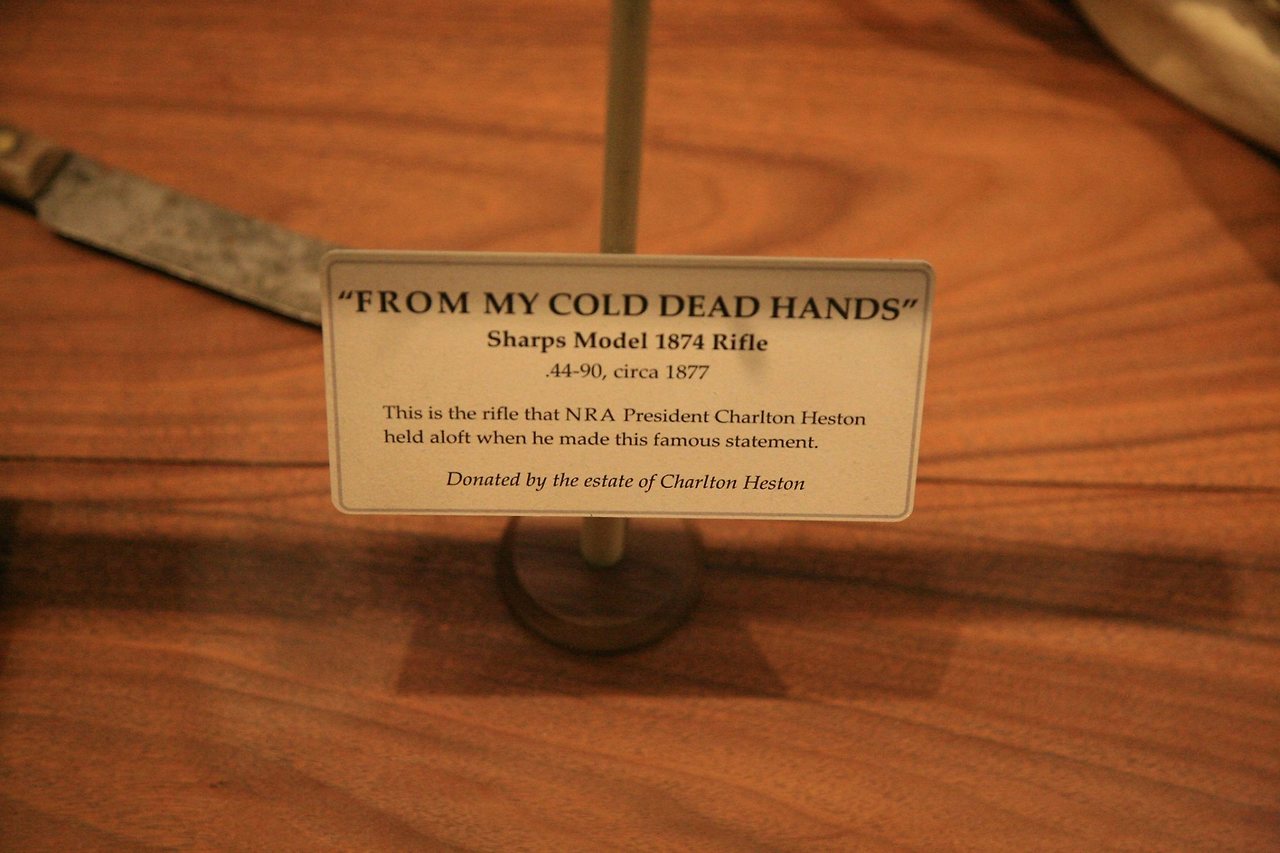 “FROM MY COLD DEAD HANDS”
Sharps Model 1874 Rifle
.44-90, circa 1877
This is the rifle that NRA President Charlton Heston
held aloft when he made this famous statement.
Donated by the estate of Charlton Heston